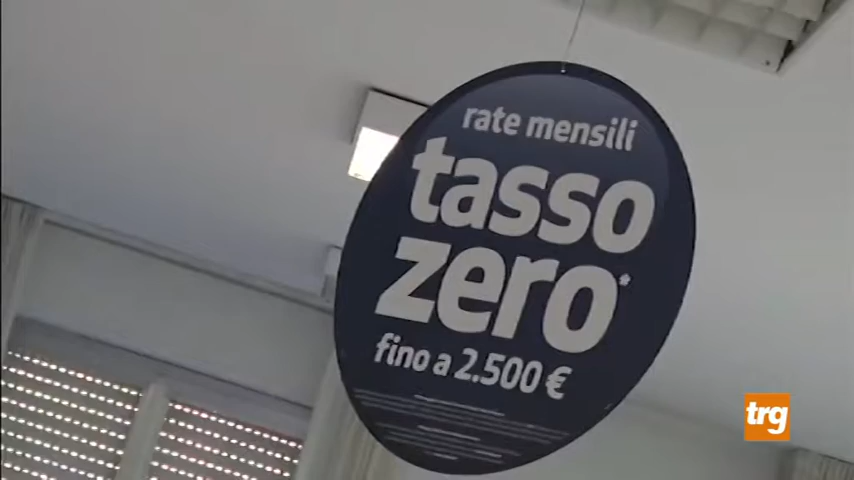 rate mensili
tasso
zero*
fino a 2.500 €
trg